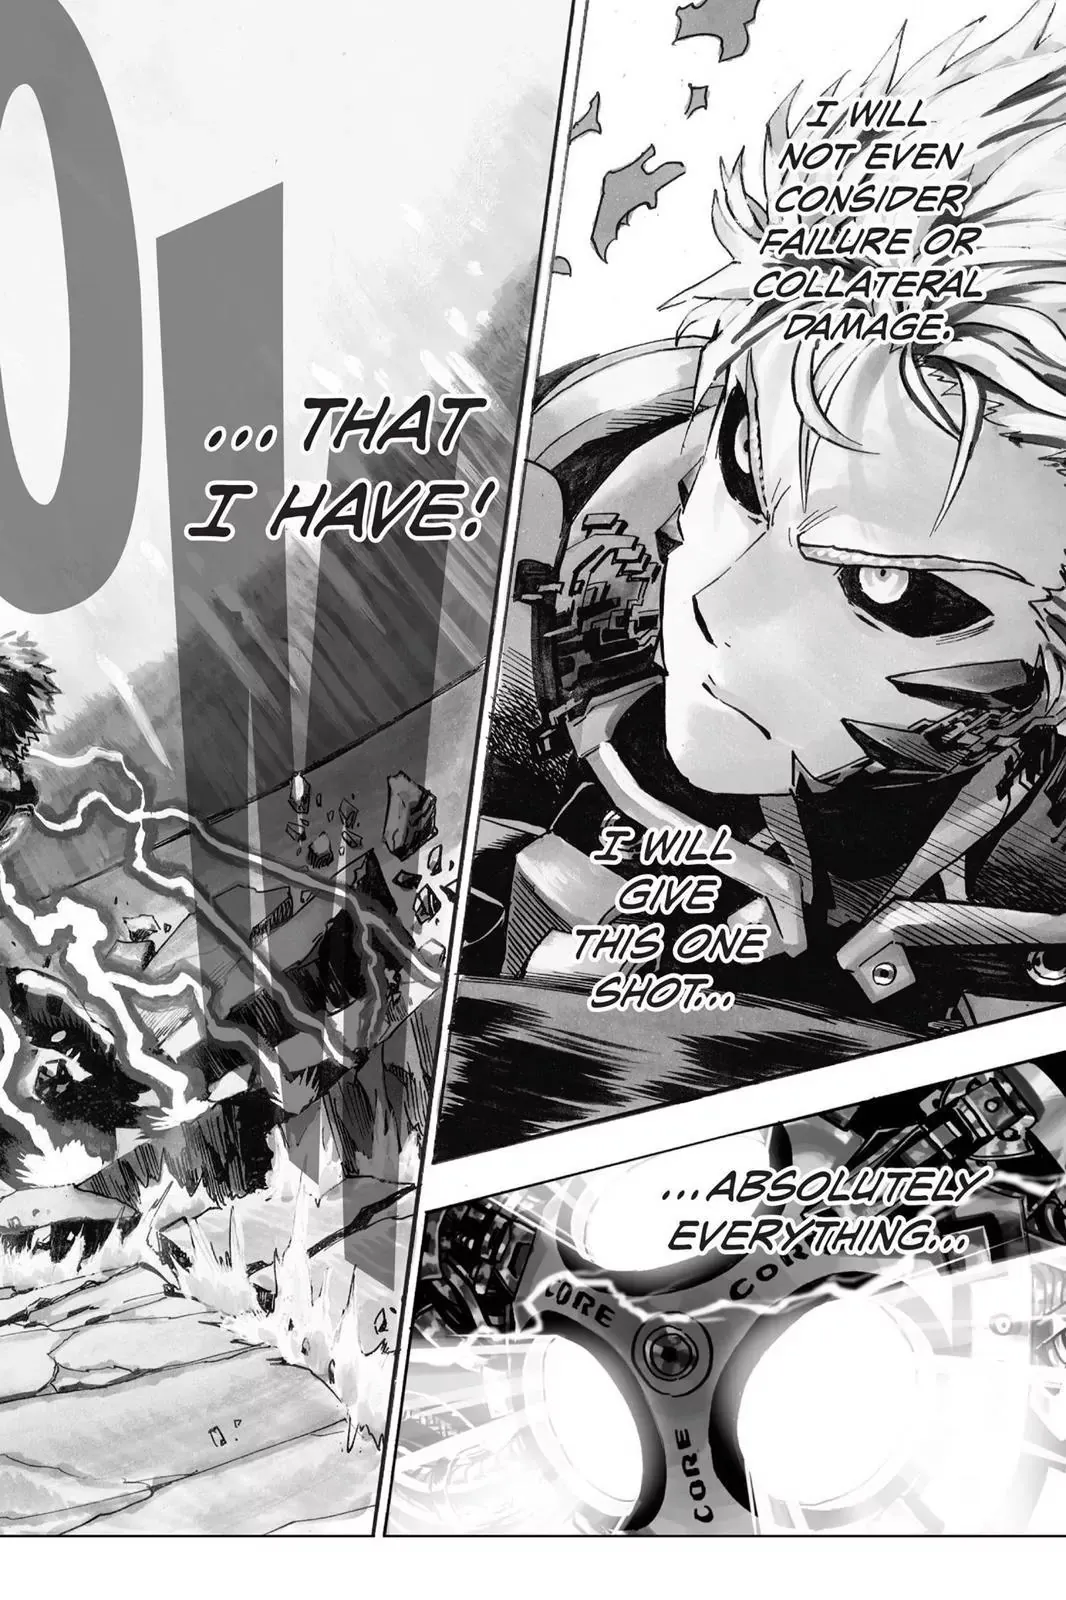 I WILL
NOT EVEN
CONSIDER
FAILURE OR
COLLATERAL
DAMAGE.
I WILL
GIVE
THIS ONE
SHOT...
...ABSOLUTELY
EVERYTHING...
CORE
CORE
CORE
...THAT
I HAVE!
OM